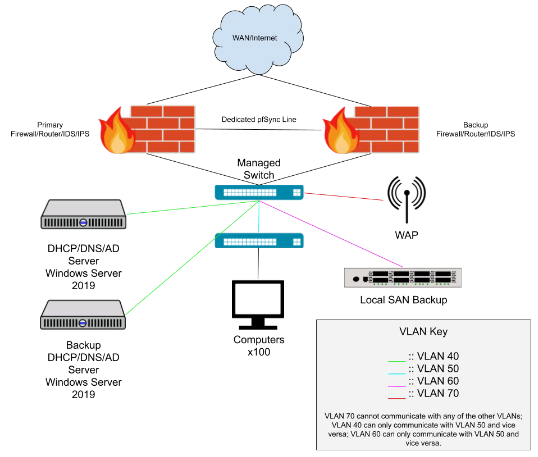 WAN/Internet
Primary
Firewall/Router/IDS/IPS
Dedicated pfSync Line
Backup
Firewall/Router/IDS/IPS
Managed
Switch
WAP
DHCP/DNS/AD
Server
Windows Server
2019
Local SAN Backup
Backup
DHCP/DNS/AD
Server
Windows Server
2019
Computers
x100
VLAN Key
:: VLAN 40
:: VLAN 50
:: VLAN 60
:: VLAN 70
VLAN 70 cannot communicate with any of the other VLANs;
VLAN 40 can only communicate with VLAN 50 and vice
versa; VLAN 60 can only communecate with VLAN 50 and
vice versa.